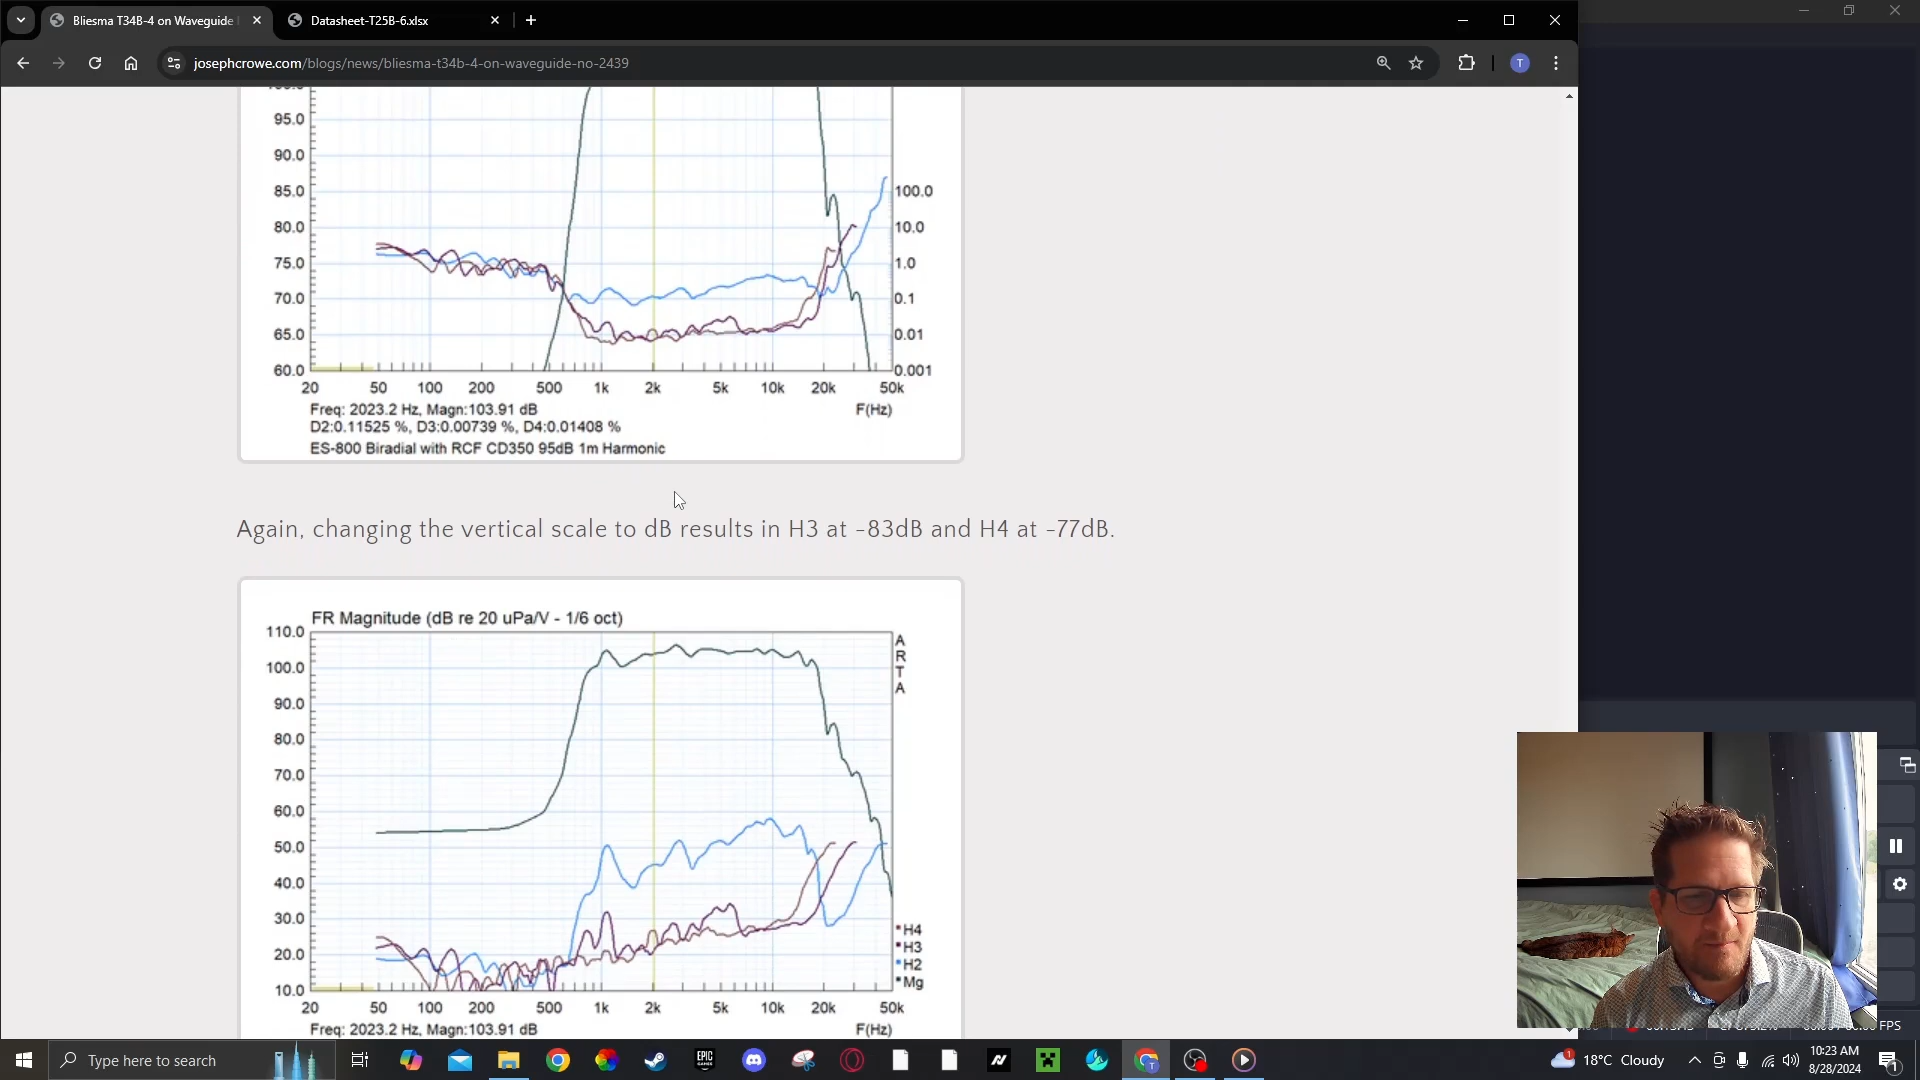 Bliesma T34B-4 on Waveguide
Datasheet-T25B-6.xlsx
josephcrowe.com/blogs/news/bliesma-t34b-4-on-waveguide-no-2439
T
95.0
90.0
85.0
100.0
80.0
10.0
75.0
1.0
70.0
0.1
65.0
0.01
60.0
0.001
20 50 100 200 500 1k 2k 5k 10k 20k 50k
Freq: 2023.2 Hz, Magn:103.91 dB F(Hz)
D2:0.11525 %, D3:0.00739 %, D4:0.01408 %
ES-800 Biradial with RCF CD350 95dB 1m Harmonic
Again, changing the vertical scale to dB results in H3 at -83dB and H4 at -77dB.
FR Magnitude (dB re 20 uPa/V - 1/6 oct)
110.0
A
R
T
A
100.0
90.0
80.0
70.0
60.0
50.0
40.0
30.0
20.0
10.0
H4
H3
H2
Mg
20 50 100 200 500 1k 2k 5k 10k 20k 50k
Freq: 2023.2 Hz, Magn:103.91 dB F(Hz)
FPS
Type here to search
EPIC
GAMES
18°C Cloudy
10:23 AM
8/28/2024